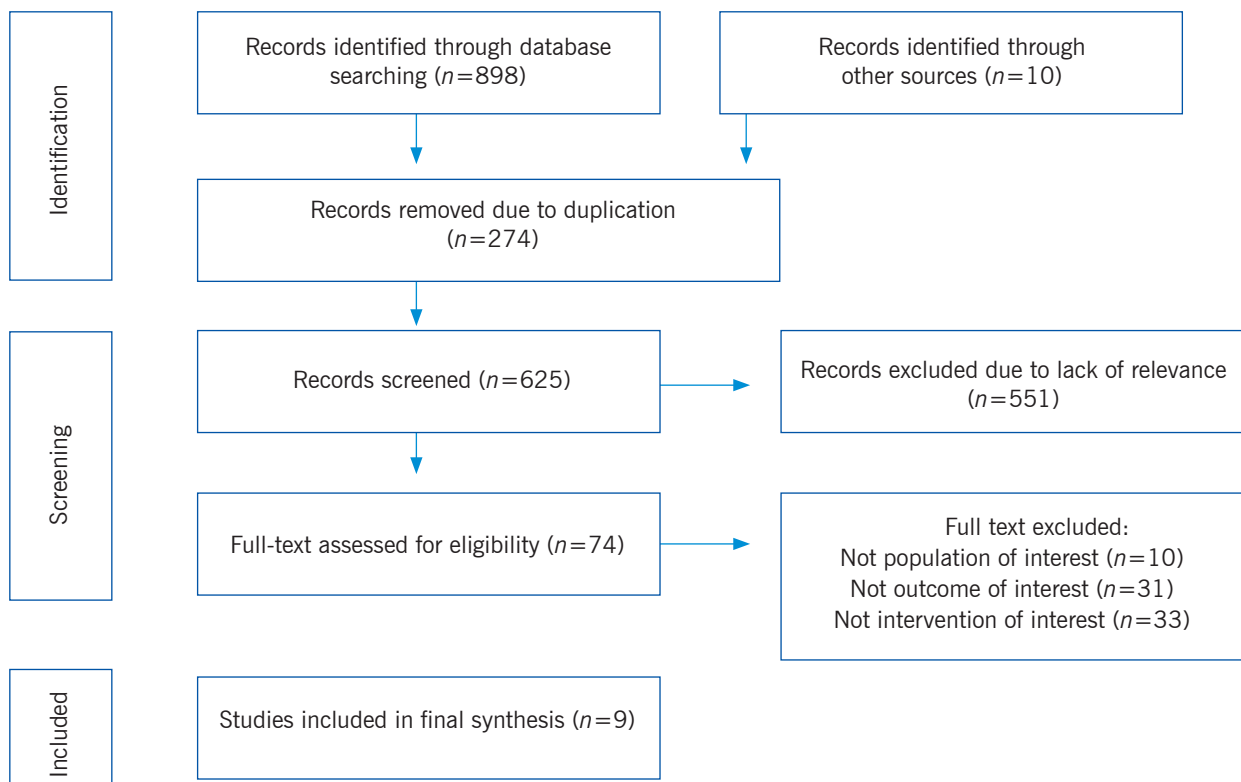 Identification
Records identified through database
searching (n=898)
Records identified through
other sources (n=10)
Records removed due to duplication
(n=274)
Screening
Records screened (n=625)
Records excluded due to lack of relevance
(n=551)
Full-text assessed for eligibility (n=74)
Full text excluded:
Not population of interest (n=10)
Not outcome of interest (n=31)
Not intervention of interest (n=33)
Included
Studies included in final synthesis (n=9)